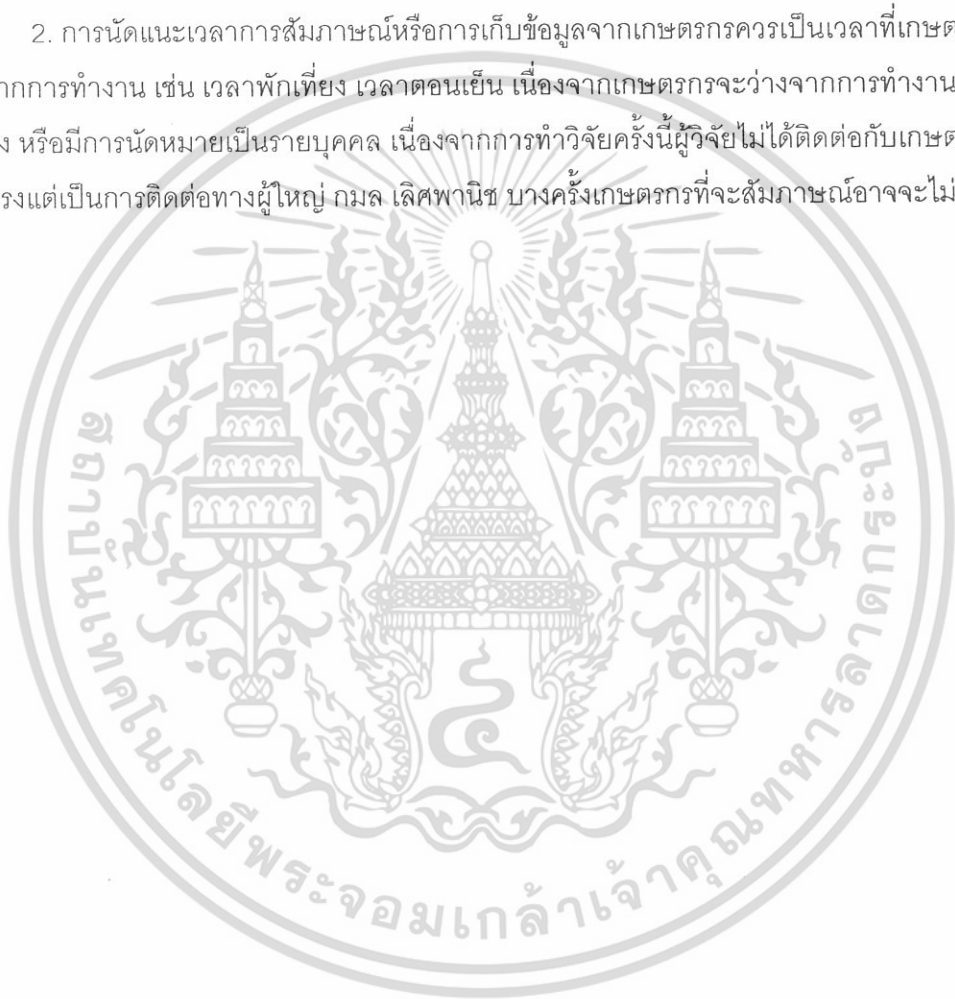 2. การนัดแนะเวลาการสัมภาษณ์หรือการเก็บข้อมูลจากเกษตรกรควรเป็นเวลาที่เกษต
ากการทำงาน เช่น เวลาพักเที่ยง เวลาตอนเย็น เนื่องจากเกษตรกรจะว่างจากการทำงาน
ง หรือมีการนัดหมายเป็นรายบุคคล เนื่องจากการทำวิจัยครั้งนี้ผู้วิจัยไม่ได้ติดต่อกับเกษต
รงแต่เป็นการติดต่อทางผู้ใหญ่ กมล เลิศพานิช บางครั้งเกษตรกรที่จะสัมภาษณ์อาจจะไม่
สถาบันเทคโนโลยีพระจอมเกล้าเจ้าคุณทหารลาดกระบัง